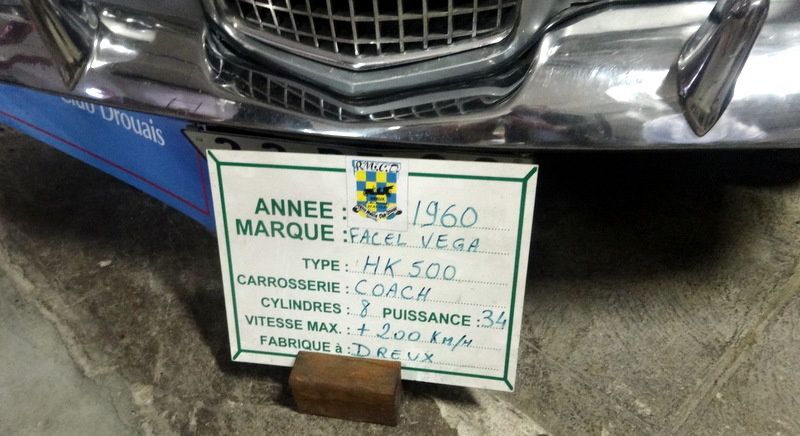 Club Drouais
R.M.C.D
ANNEE : 1960
MARQUE : FACEL VEGA
TYPE : HK 500
CARROSSERIE : COACH
CYLINDRES : 8 PUISSANCE : 34
VITESSE MAX. : + 200 KM/H
FABRIQUE à : DREUX